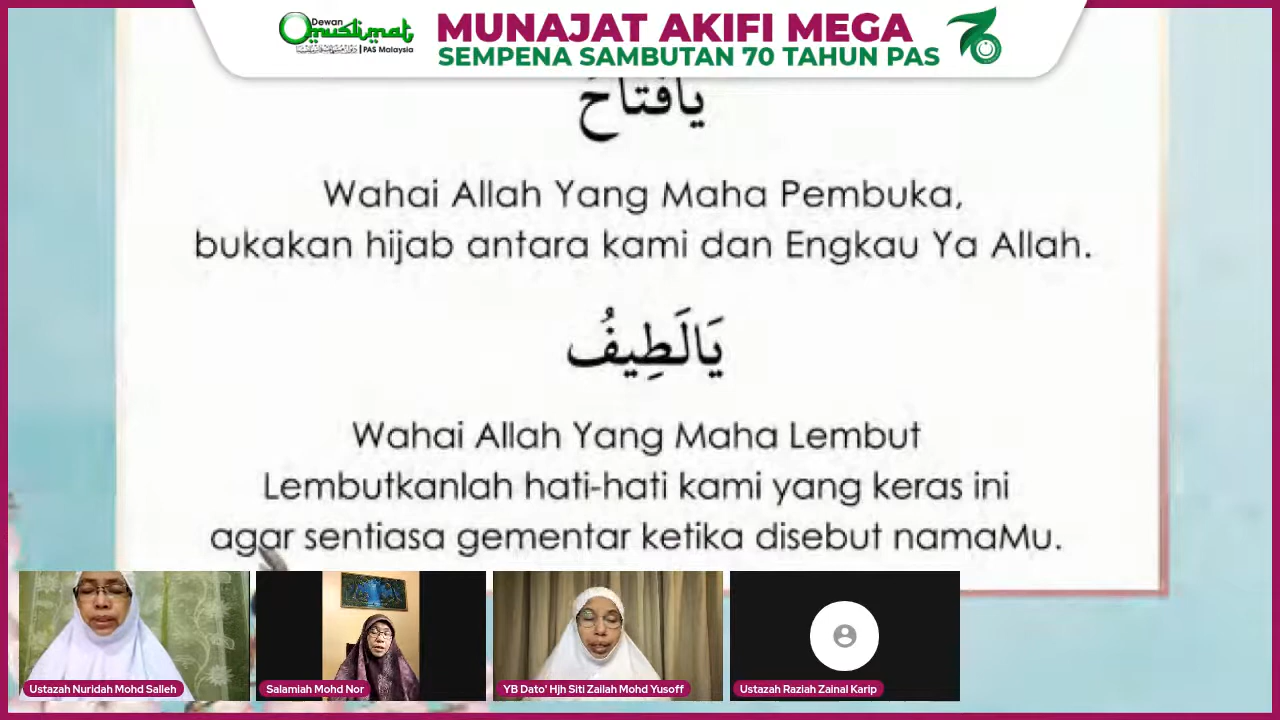 Dewan
muslimat
PAS Malaysia
MUNAJAT AKIFI MEGA
SEMPENA SAMBUTAN 70 TAHUN PAS
70
يافتاحُ
Wahai Allah Yang Maha Pembuka,
bukakan hijab antara kami dan Engkau Ya Allah.
يَالَطِيفُ
Wahai Allah Yang Maha Lembut
Lembutkanlah hati-hati kami yang keras ini
agar sentiasa gementar ketika disebut namaMu.
Ustazah Nuridah Mohd Salleh
Salamiah Mohd Nor
YB Dato' Hjh Siti Zailah Mohd Yusoff
Ustazah Raziah Zainal Karip